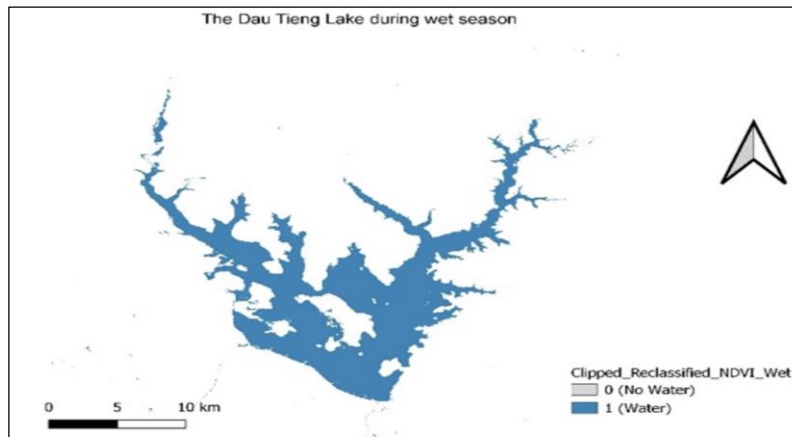 The Dau Tieng Lake during wet season
Clipped_Reclassified_NDVI_Wet
0 (No Water)
1 (Water)
0 5 10 km